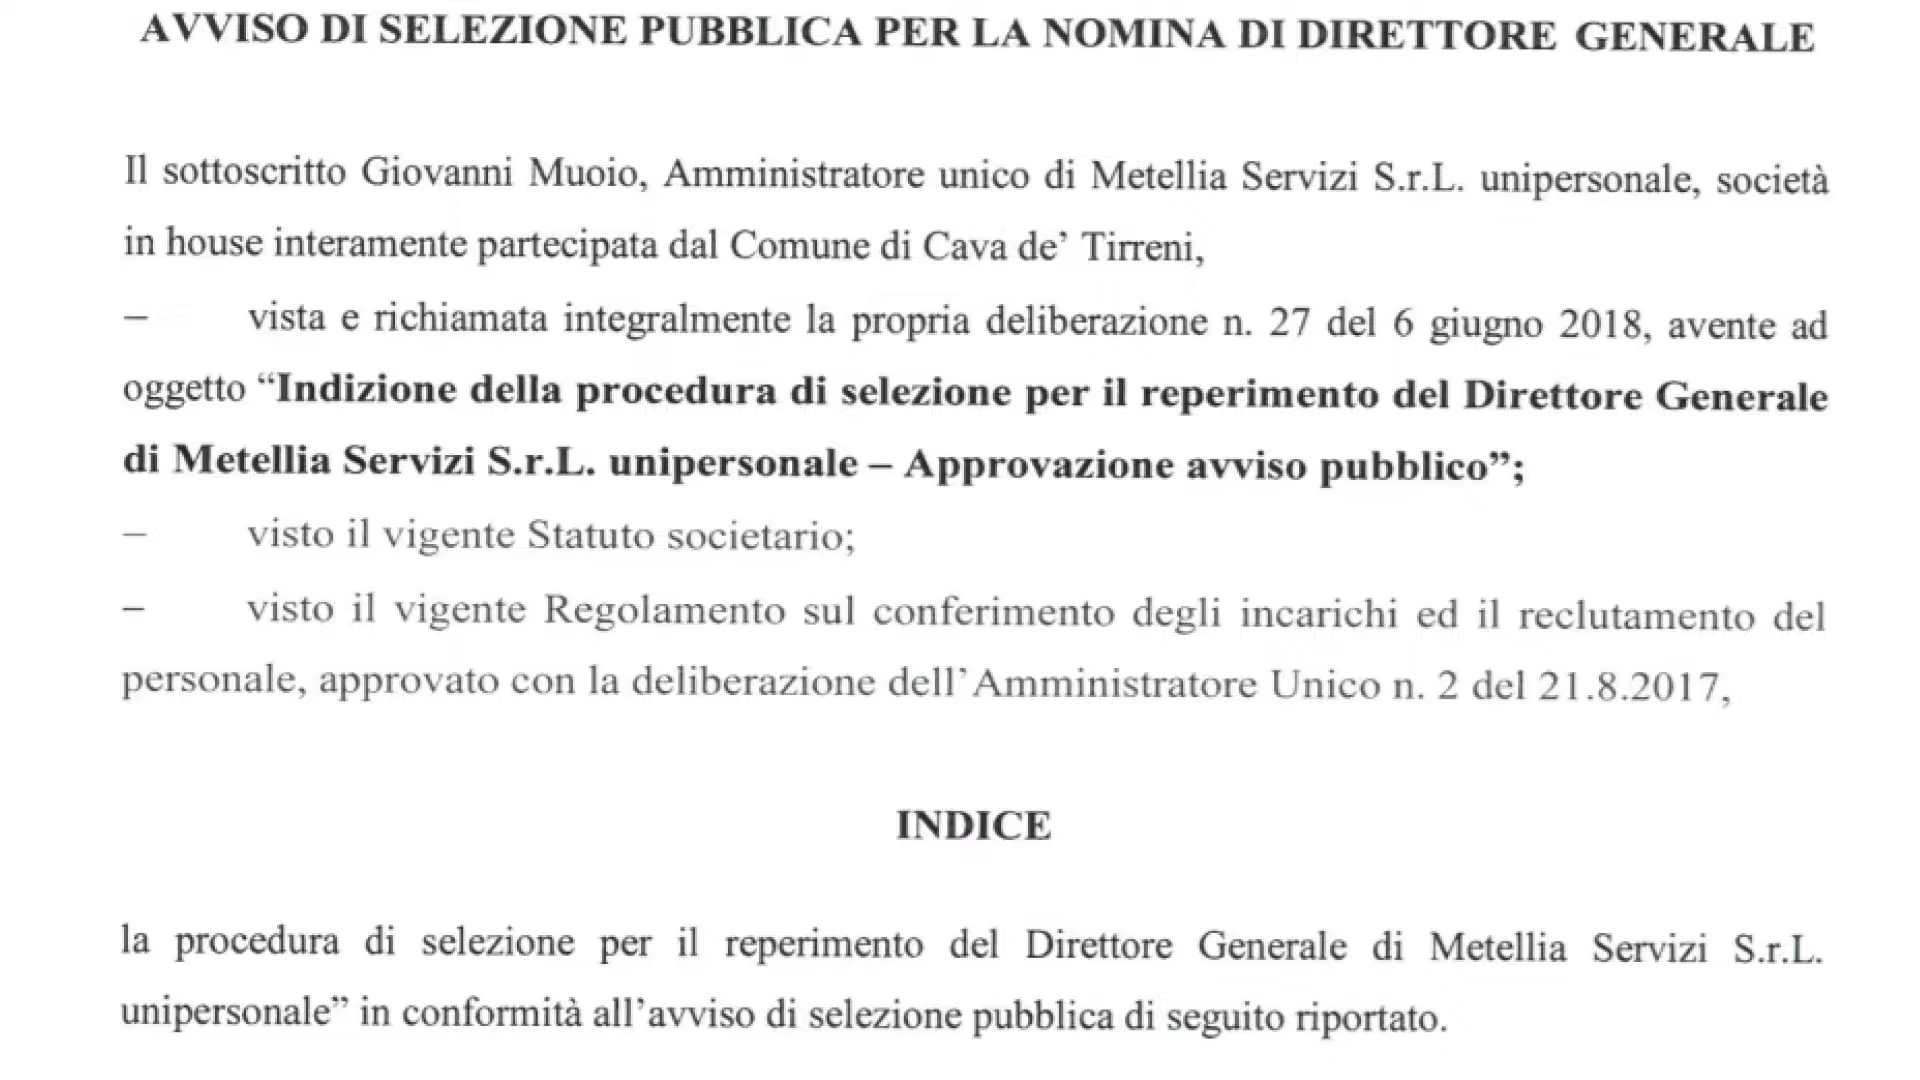 AVVISO DI SELEZIONE PUBBLICA PER LA NOMINA DI DIRETTORE GENERALE
Il sottoscritto Giovanni Muoio, Amministratore unico di Metellia Servizi S.r.L. unipersonale, società
in house interamente partecipata dal Comune di Cava de’ Tirreni,
– vista e richiamata integralmente la propria deliberazione n. 27 del 6 giugno 2018, avente ad
oggetto “Indizione della procedura di selezione per il reperimento del Direttore Generale
di Metellia Servizi S.r.L. unipersonale – Approvazione avviso pubblico”;
– visto il vigente Statuto societario;
– visto il vigente Regolamento sul conferimento degli incarichi ed il reclutamento del
personale, approvato con la deliberazione dell’Amministratore Unico n. 2 del 21.8.2017,
INDICE
la procedura di selezione per il reperimento del Direttore Generale di Metellia Servizi S.r.L.
unipersonale” in conformità all’avviso di selezione pubblica di seguito riportato.